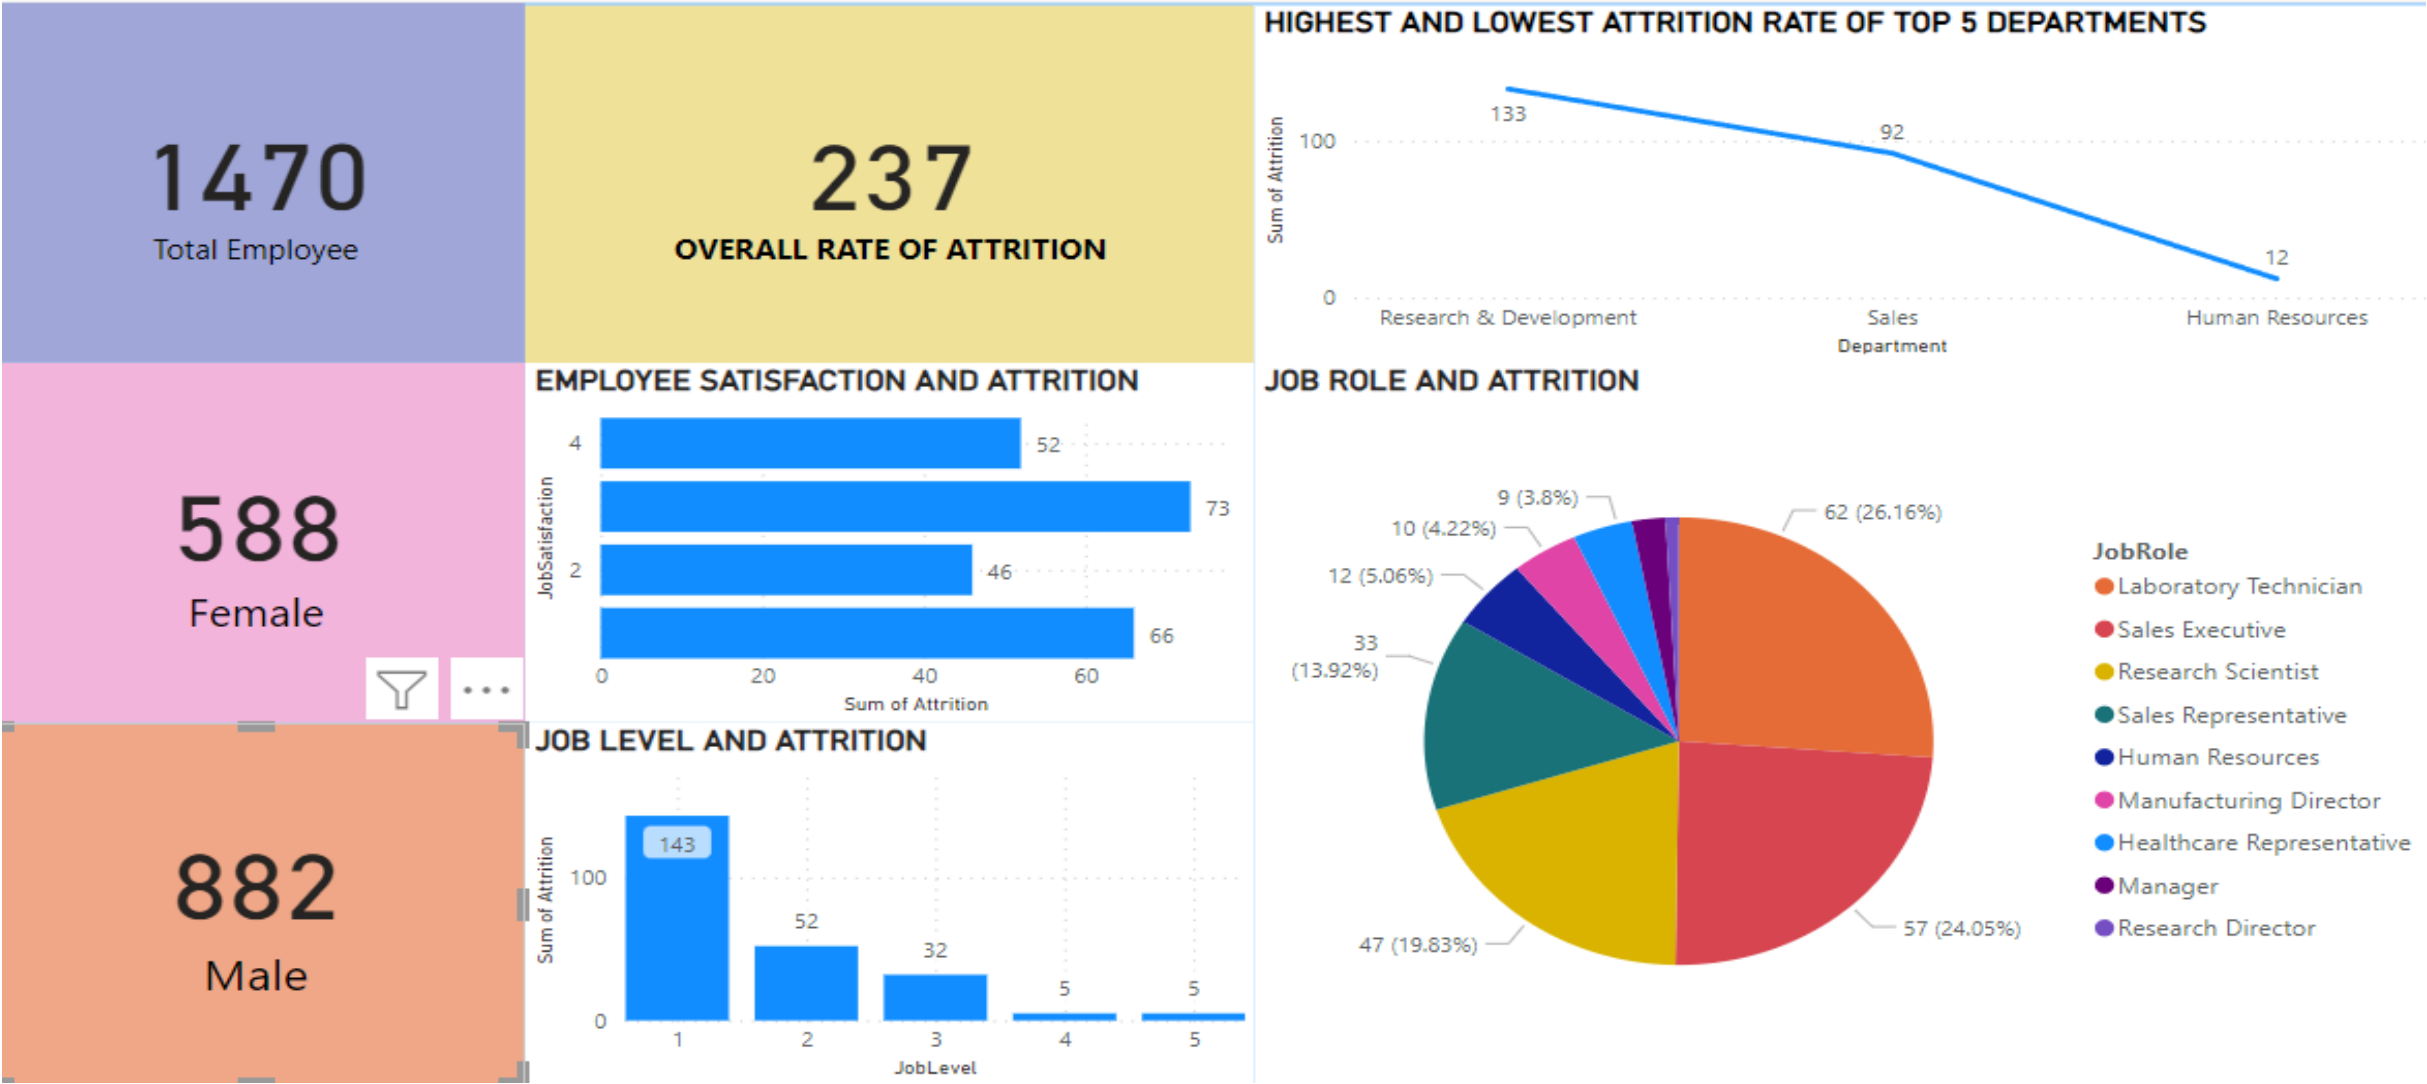 1470
Total Employee
237
OVERALL RATE OF ATTRITION
HIGHEST AND LOWEST ATTRITION RATE OF TOP 5 DEPARTMENTS
Sum of Attrition
100
0
133
92
12
Research & Development
Sales
Human Resources
Department
588
Female
EMPLOYEE SATISFACTION AND ATTRITION
JobSatisfaction
4
2
52
73
46
66
0
20
40
60
Sum of Attrition
JOB ROLE AND ATTRITION
9 (3.8%)
10 (4.22%)
12 (5.06%)
33
(13.92%)
47 (19.83%)
62 (26.16%)
57 (24.05%)
JobRole
Laboratory Technician
Sales Executive
Research Scientist
Sales Representative
Human Resources
Manufacturing Director
Healthcare Representative
Manager
Research Director
882
Male
JOB LEVEL AND ATTRITION
Sum of Attrition
100
0
143
52
32
5
5
1
2
3
4
5
JobLevel